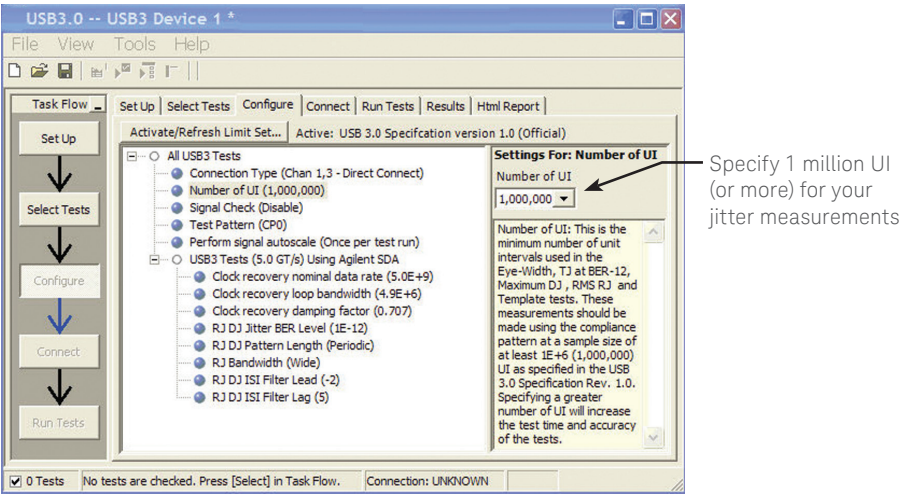 USB3.0 -- USB3 Device 1 *
File View Tools Help
Task Flow
Set Up
Select Tests
Configure
Connect
Run Tests
Set Up
Select Tests
Configure
Connect
Run Tests
Results
Html Report
Activate/Refresh Limit Set...
Active: USB 3.0 Specifcation version 1.0 (Official)
All USB3 Tests
Connection Type (Chan 1,3 - Direct Connect)
Number of UI (1,000,000)
Signal Check (Disable)
Test Pattern (CP0)
Perform signal autoscale (Once per test run)
USB3 Tests (5.0 GT/s) Using Agilent SDA
Clock recovery nominal data rate (5.0E+9)
Clock recovery loop bandwidth (4.9E+6)
Clock recovery damping factor (0.707)
RJ DJ Jitter BER Level (1E-12)
RJ DJ Pattern Length (Periodic)
RJ Bandwidth (Wide)
RJ DJ ISI Filter Lead (-2)
RJ DJ ISI Filter Lag (5)
Settings For: Number of UI
Number of UI
1,000,000
Number of UI: This is the
minimum number of unit
intervals used in the
Eye-Width, TJ at BER-12,
Maximum DJ , RMS RJ and
Template tests. These
measurements should be
made using the compliance
pattern at a sample size of
at least 1E+6 (1,000,000)
UI as specified in the USB
3.0 Specification Rev. 1.0.
Specifying a greater
number of UI will increase
the test time and accuracy
of the tests.
Specify 1 million UI
(or more) for your
jitter measurements
0 Tests
No tests are checked. Press [Select] in Task Flow.
Connection: UNKNOWN